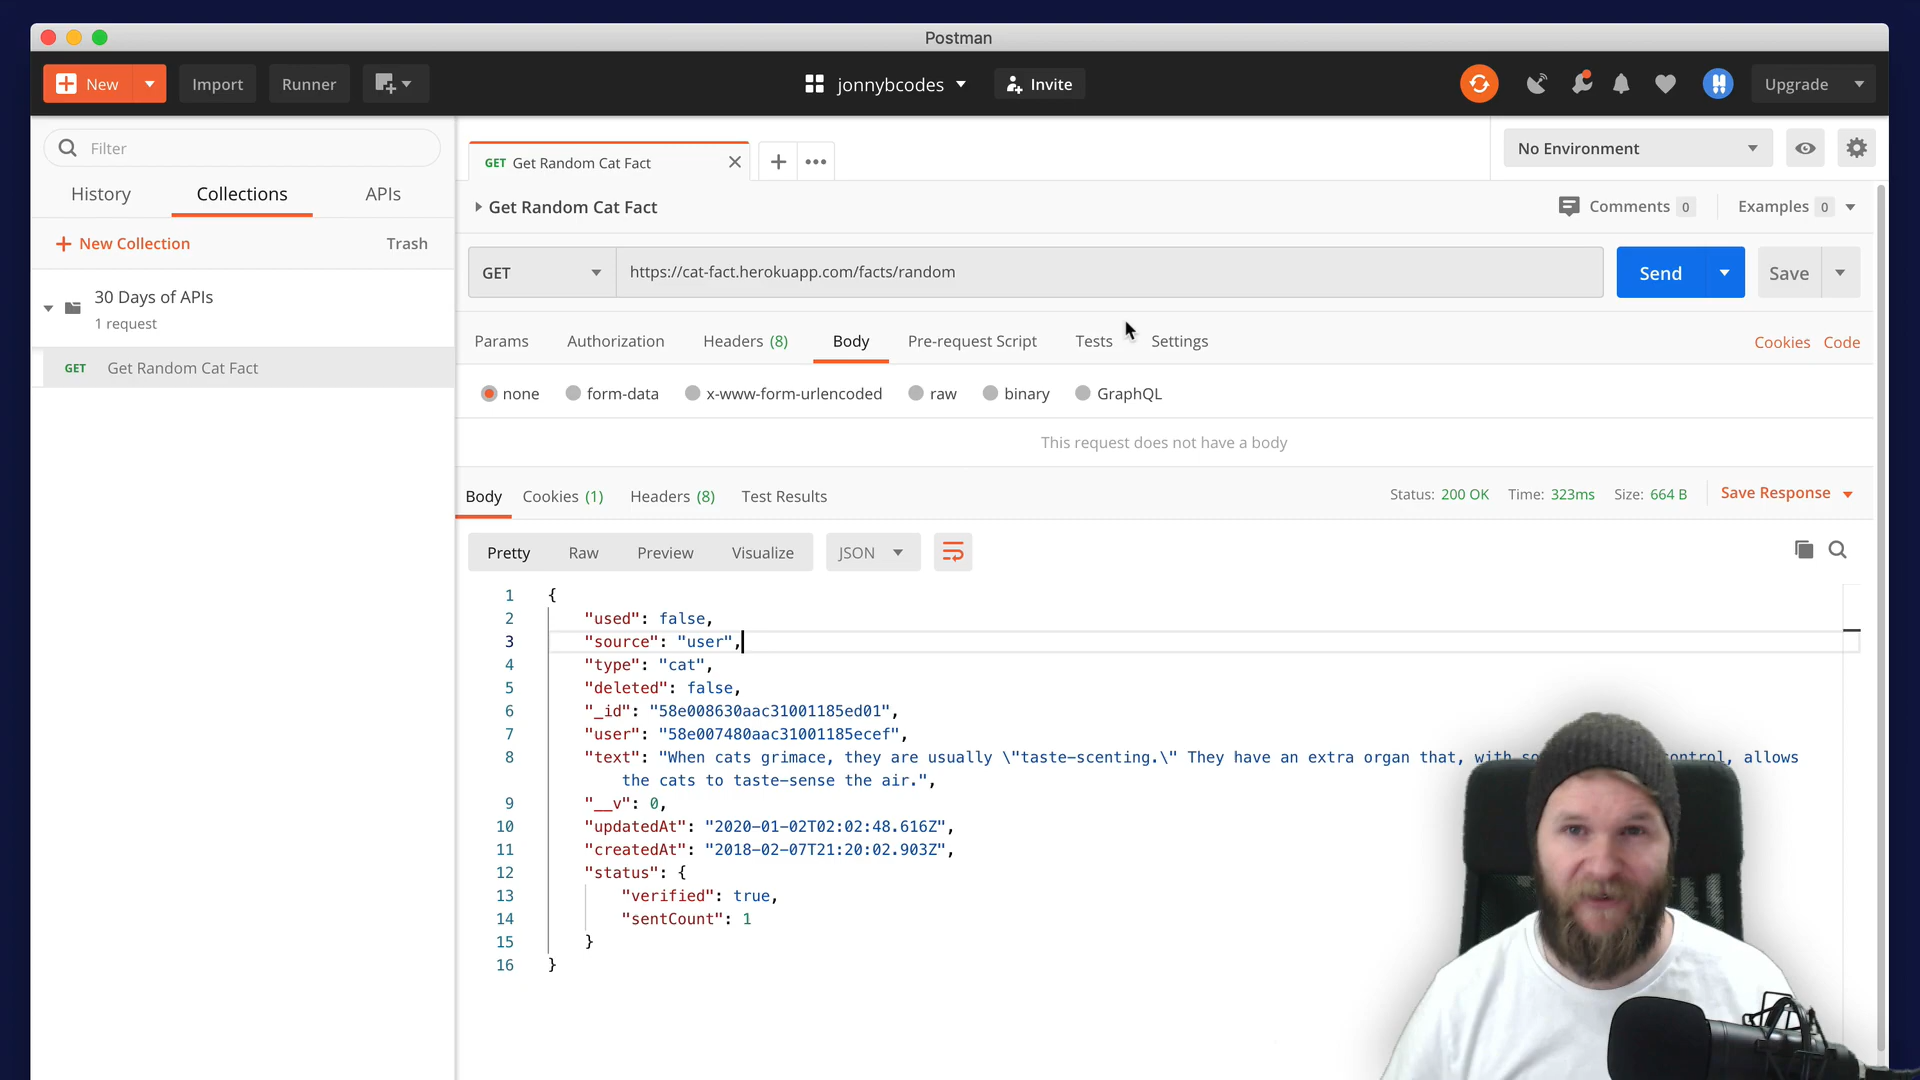 Postman
New
Import
Runner
jonnybcodes
Invite
Upgrade
Filter
History
Collections
APIs
New Collection
Trash
30 Days of APIs
1 request
GET Get Random Cat Fact
GET Get Random Cat Fact
No Environment
Get Random Cat Fact
Comments 0
Examples 0
GET
https://cat-fact.herokuapp.com/facts/random
Send
Save
Params
Authorization
Headers (8)
Body
Pre-request Script
Tests
Settings
Cookies
Code
none
form-data
x-www-form-urlencoded
raw
binary
GraphQL
This request does not have a body
Body
Cookies (1)
Headers (8)
Test Results
Status: 200 OK
Time: 323ms
Size: 664 B
Save Response
Pretty
Raw
Preview
Visualize
JSON
1 {
2 "used": false,
3 "source": "user",
4 "type": "cat",
5 "deleted": false,
6 "_id": "58e008630aac31001185ed01",
7 "user": "58e007480aac31001185ecef",
8 "text": "When cats grimace, they are usually \"taste-scenting.\" They have an extra organ that, with allows
the cats to taste-sense the air.",
9 "__v": 0,
10 "updatedAt": "2020-01-02T02:02:48.616Z",
11 "createdAt": "2018-02-07T21:20:02.903Z",
12 "status": {
13 "verified": true,
14 "sentCount": 1
15 }
16 }